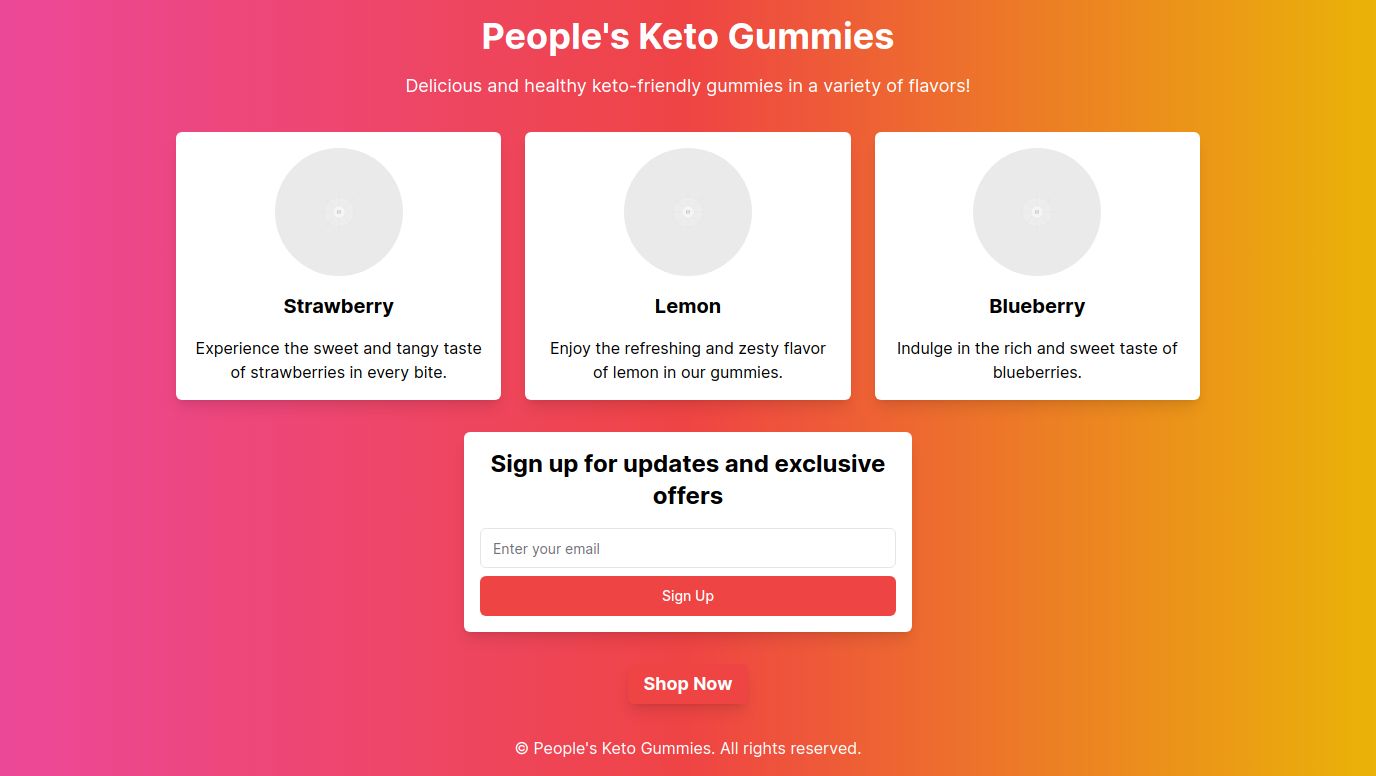 People's Keto Gummies
Delicious and healthy keto-friendly gummies in a variety of flavors!
Strawberry
Experience the sweet and tangy taste
of strawberries in every bite.
Lemon
Enjoy the refreshing and zesty flavor
of lemon in our gummies.
Blueberry
Indulge in the rich and sweet taste of
blueberries.
Sign up for updates and exclusive
offers
Enter your email
Sign Up
Shop Now
© People's Keto Gummies. All rights reserved.